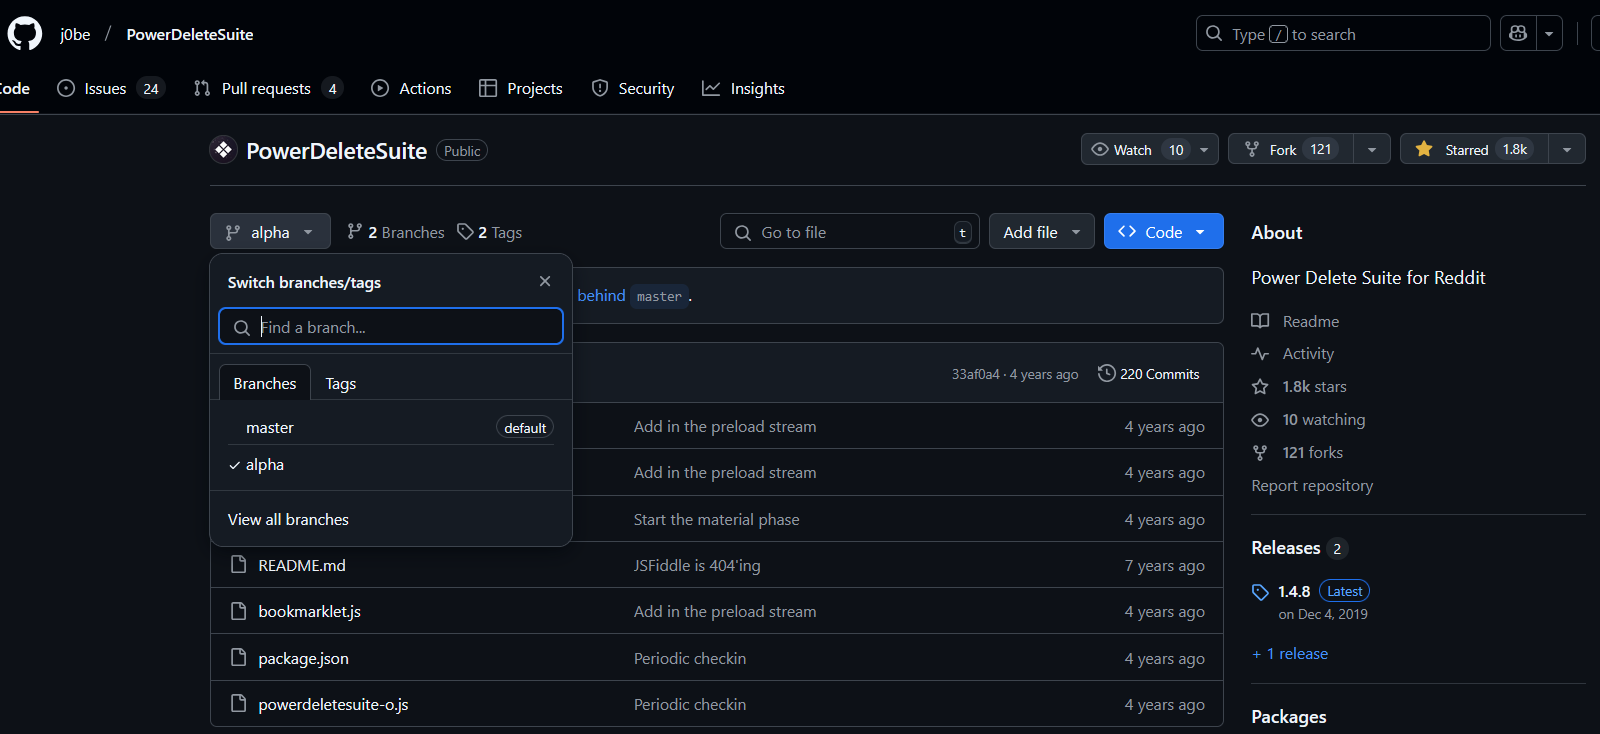 j0be / PowerDeleteSuite
Type / to search
Code
Issues 24
Pull requests 4
Actions
Projects
Security
Insights
PowerDeleteSuite Public
Watch 10
Fork 121
Starred 1.8k
alpha
2 Branches
2 Tags
Go to file t
Add file
Code
Switch branches/tags
Find a branch...
Branches Tags
master default
alpha
View all branches
behind master .
33af0a4 · 4 years ago 220 Commits
Add in the preload stream 4 years ago
Add in the preload stream 4 years ago
Start the material phase 4 years ago
README.md JSFiddle is 404'ing 7 years ago
bookmarklet.js Add in the preload stream 4 years ago
package.json Periodic checkin 4 years ago
powerdeletesuite-o.js Periodic checkin 4 years ago
About
Power Delete Suite for Reddit
Readme
Activity
1.8k stars
10 watching
121 forks
Report repository
Releases 2
1.4.8 Latest
on Dec 4, 2019
+ 1 release
Packages